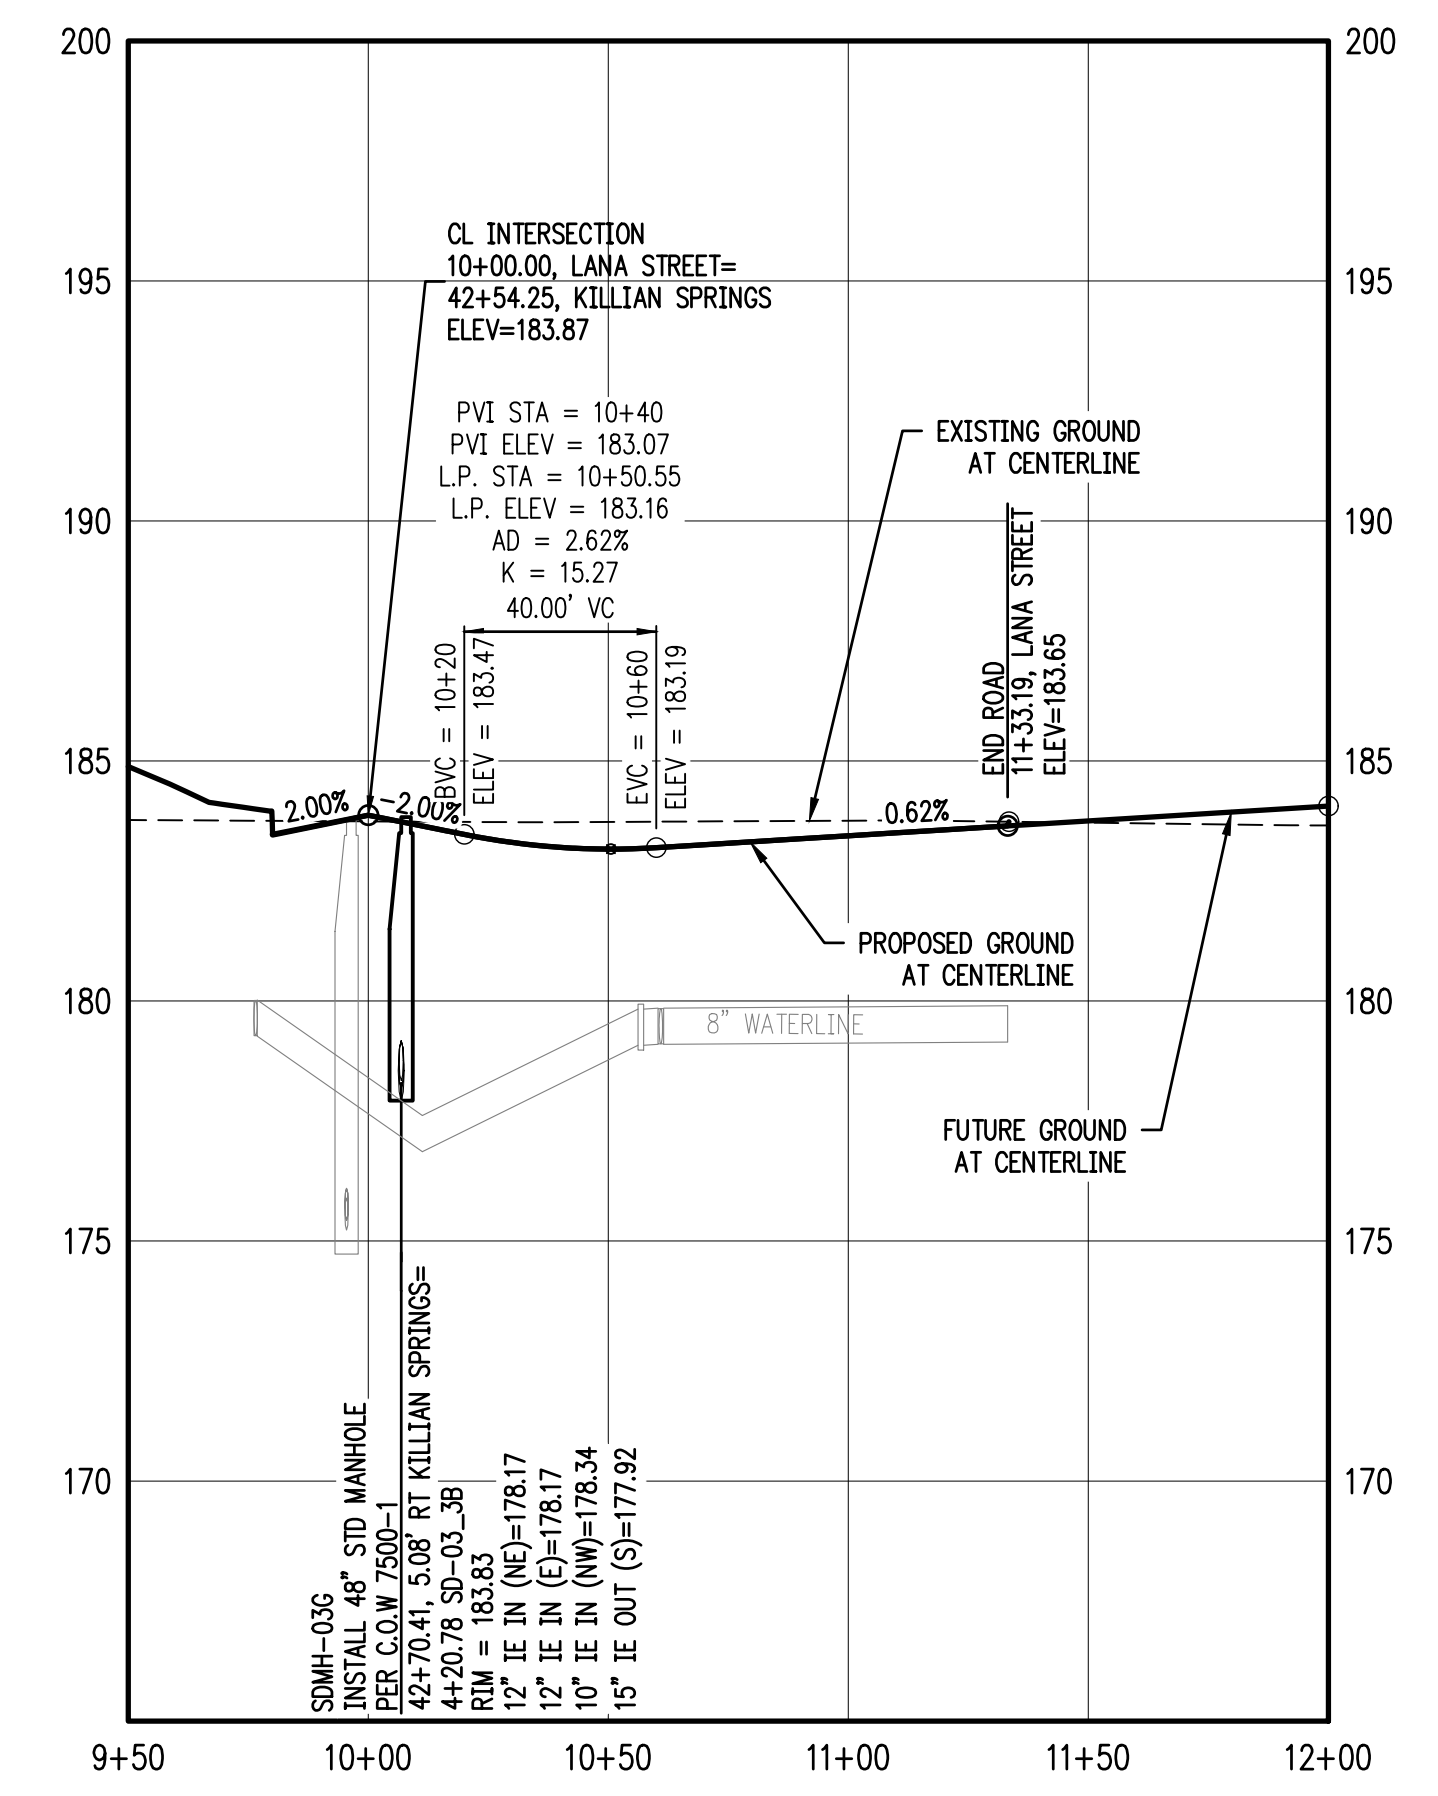 200
200
CL INTERSECTION
10+00.00, LANA STREET=
42+54.25, KILLIAN SPRINGS
ELEV=183.87
195
195
PVI STA = 10+40
PVI ELEV = 183.07
L.P. STA = 10+50.55
L.P. ELEV = 183.16
AD = 2.62%
K = 15.27
40.00' VC
EXISTING GROUND
AT CENTERLINE
190
190
BVC = 10+20
ELEV = 183.47
EVC = 10+60
ELEV = 183.19
END ROAD
11+33.19, LANA STREET
ELEV=183.65
185
185
2.00%
-2.00%
0.62%
PROPOSED GROUND
AT CENTERLINE
180
180
8" WATERLINE
FUTURE GROUND
AT CENTERLINE
175
175
SDMH-03G
INSTALL 48" STD MANHOLE
PER C.O.W 7500-1
42+70.41, 5.08' RT KILLIAN SPRINGS=
4+20.78 SD-03_3B
RIM = 183.83
12" IE IN (NE)=178.17
12" IE IN (E)=178.17
10" IE IN (NW)=178.34
15" IE OUT (S)=177.92
170
170
9+50
10+00
10+50
11+00
11+50
12+00